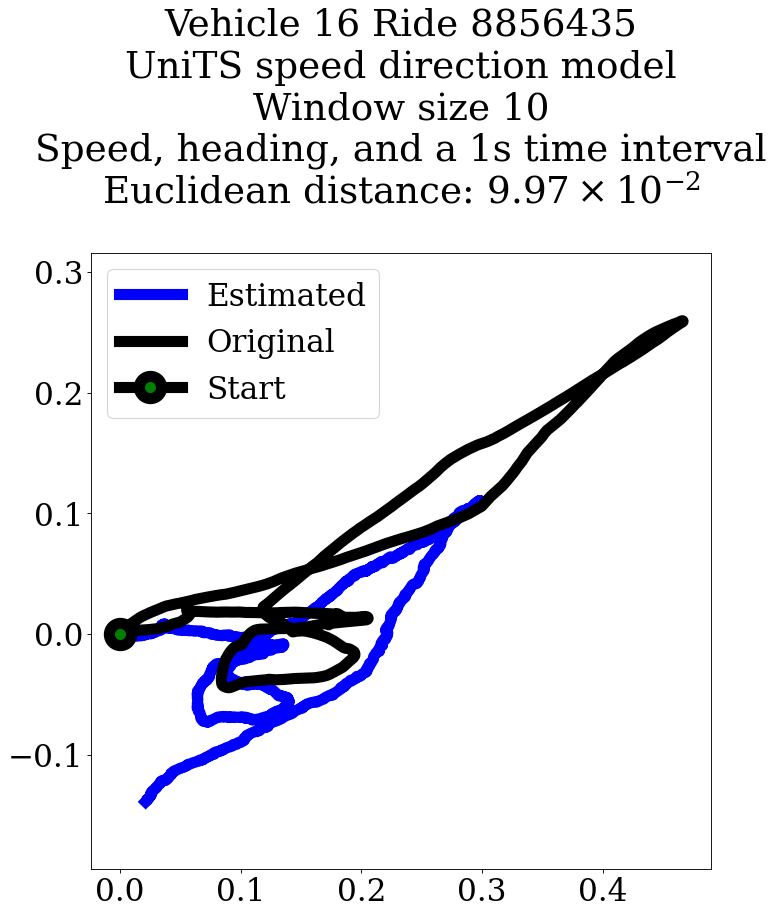 Vehicle 16 Ride 8856435
UniTS speed direction model
Window size 10
Speed, heading, and a 1s time interval
Euclidean distance: 9.97 × 10⁻²
0.3
0.2
0.1
0.0
−0.1
Estimated
Original
Start
0.0 0.1 0.2 0.3 0.4